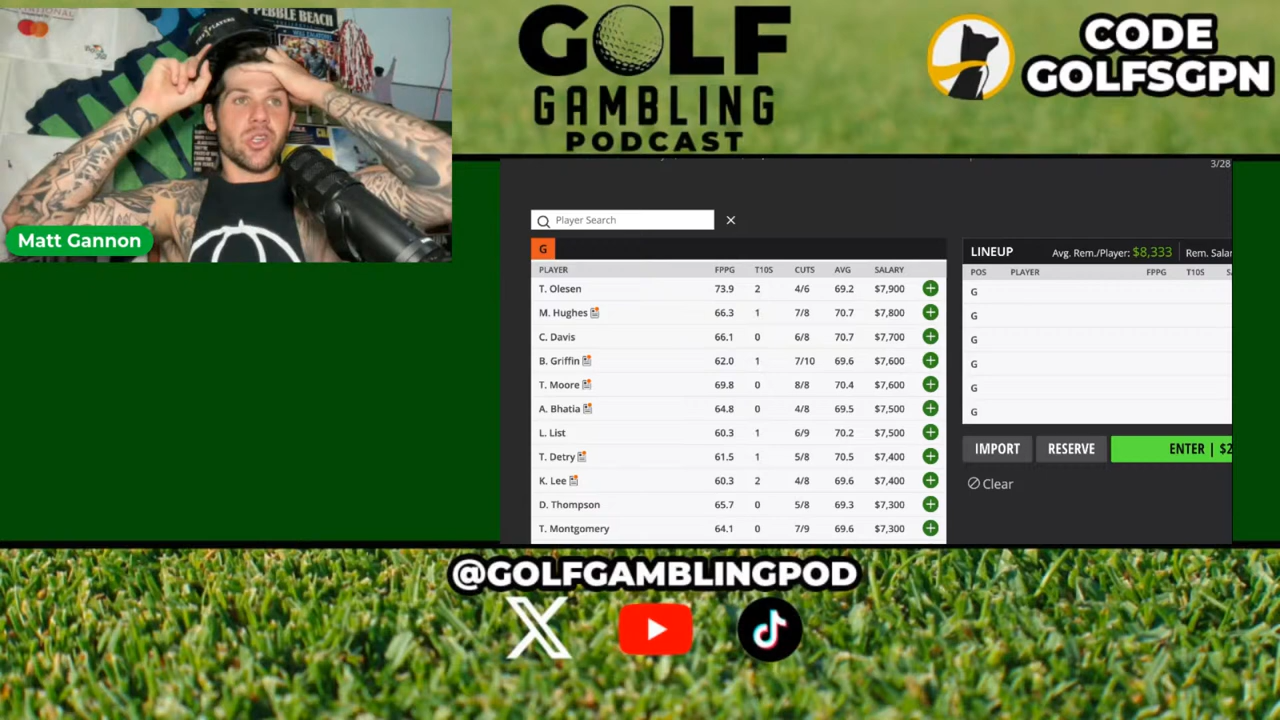 PEBBLE BEACH
GOLF
GAMBLING
PODCAST
CODE
GOLFSGPN
Matt Gannon
3/28
Player Search
G
PLAYER FPPG T10S CUTS AVG SALARY
T. Olesen 73.9 2 4/6 69.2 $7,900
M. Hughes 66.3 1 7/8 70.7 $7,800
C. Davis 66.1 0 6/8 70.7 $7,700
B. Griffin 62.0 1 7/10 69.6 $7,600
T. Moore 69.8 0 8/8 70.4 $7,600
A. Bhatia 64.8 0 4/8 69.5 $7,500
L. List 60.3 1 6/9 70.2 $7,500
T. Detry 61.5 1 5/8 70.5 $7,400
K. Lee 60.3 2 4/8 69.6 $7,400
D. Thompson 65.7 0 5/8 69.3 $7,300
T. Montgomery 64.1 0 7/9 69.6 $7,300
LINEUP Avg. Rem./Player: $8,333 Rem. Salar
POS PLAYER FPPG T10S
G
G
G
G
G
G
IMPORT RESERVE ENTER | $2
Clear
@GOLFGAMBLINGPOD